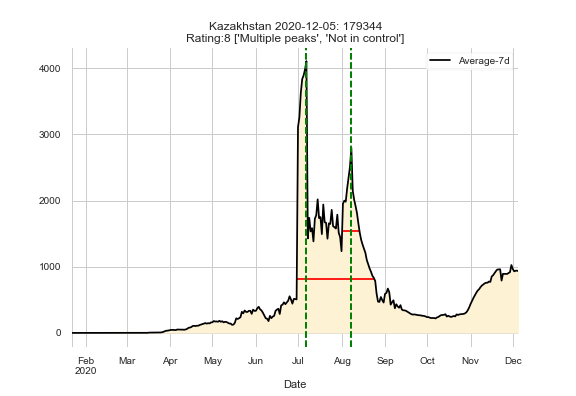 Kazakhstan 2020-12-05: 179344
Rating:8 ['Multiple peaks', 'Not in control']
Average-7d
4000
3000
2000
1000
0
Feb Mar Apr May Jun Jul Aug Sep Oct Nov Dec
2020
Date